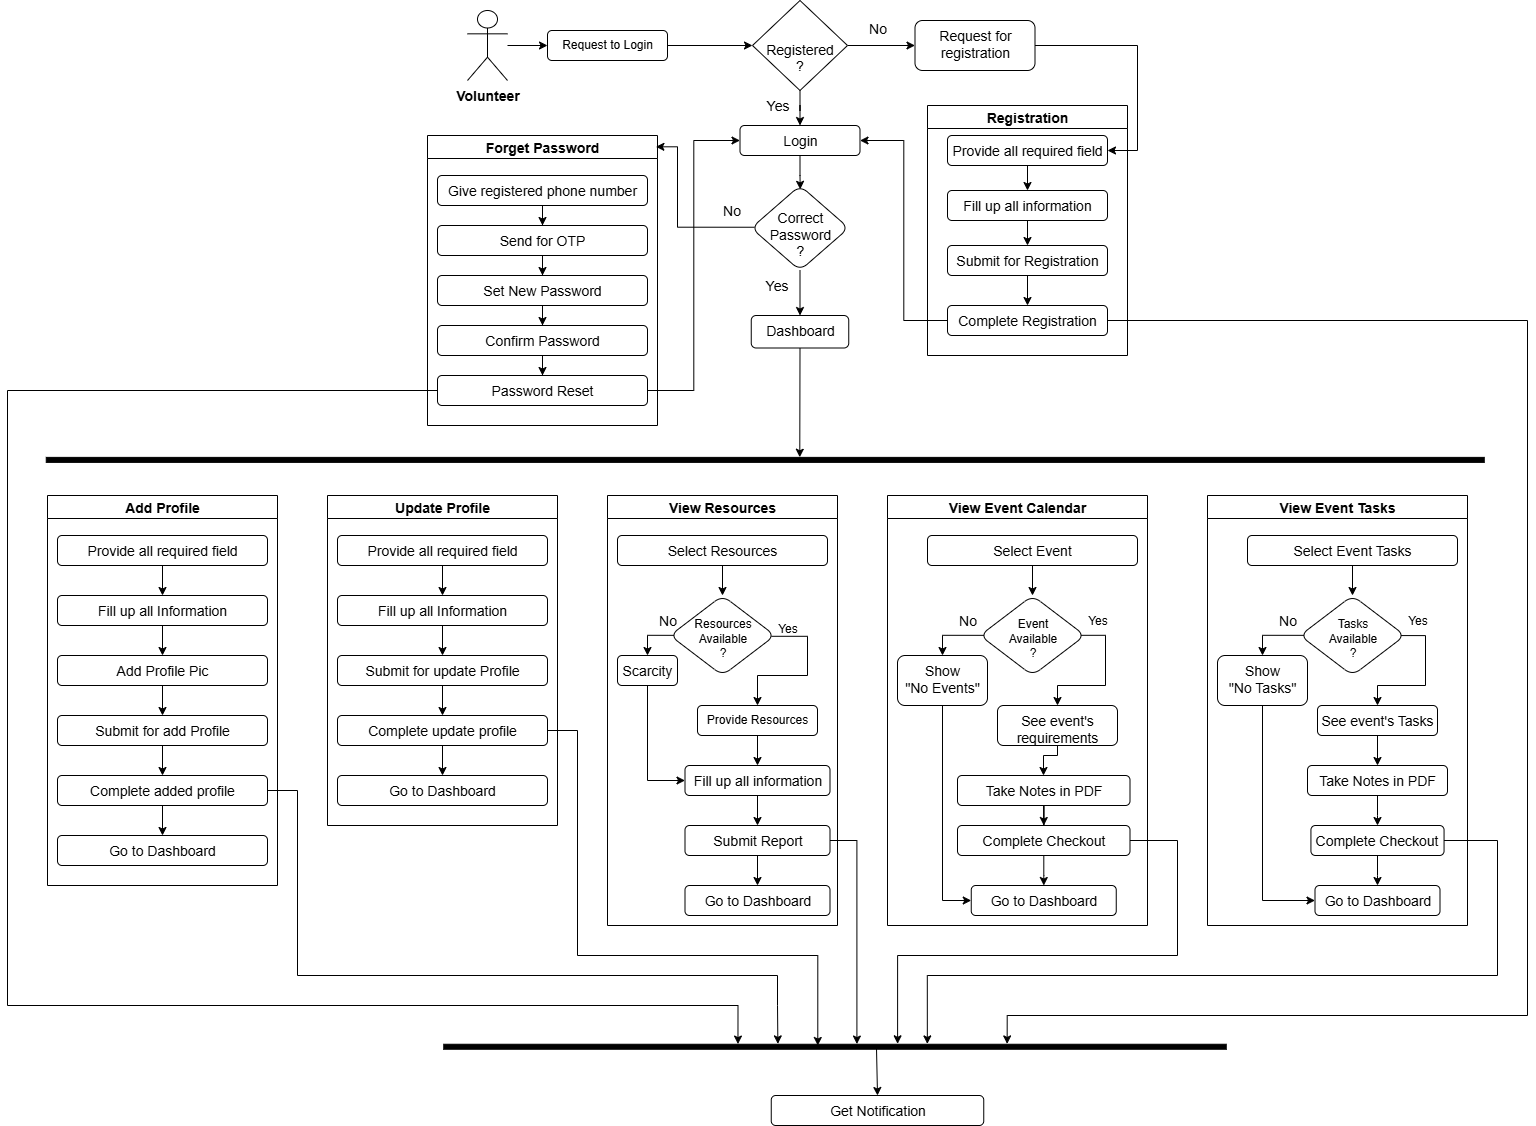 Volunteer
Request to Login
Registered
?
No
Request for
registration
Yes
Login
Correct
Password
?
No
Yes
Dashboard
Forget Password
Give registered phone number
Send for OTP
Set New Password
Confirm Password
Password Reset
Registration
Provide all required field
Fill up all information
Submit for Registration
Complete Registration
Add Profile
Provide all required field
Fill up all Information
Add Profile Pic
Submit for add Profile
Complete added profile
Go to Dashboard
Update Profile
Provide all required field
Fill up all Information
Submit for update Profile
Complete update profile
Go to Dashboard
View Resources
Select Resources
Resources
Available
?
No
Yes
Scarcity
Provide Resources
Fill up all information
Submit Report
Go to Dashboard
View Event Calendar
Select Event
Event
Available
?
No
Yes
Show
"No Events"
See event's
requirements
Take Notes in PDF
Complete Checkout
Go to Dashboard
View Event Tasks
Select Event Tasks
Tasks
Available
?
No
Yes
Show
"No Tasks"
See event's Tasks
Take Notes in PDF
Complete Checkout
Go to Dashboard
Get Notification